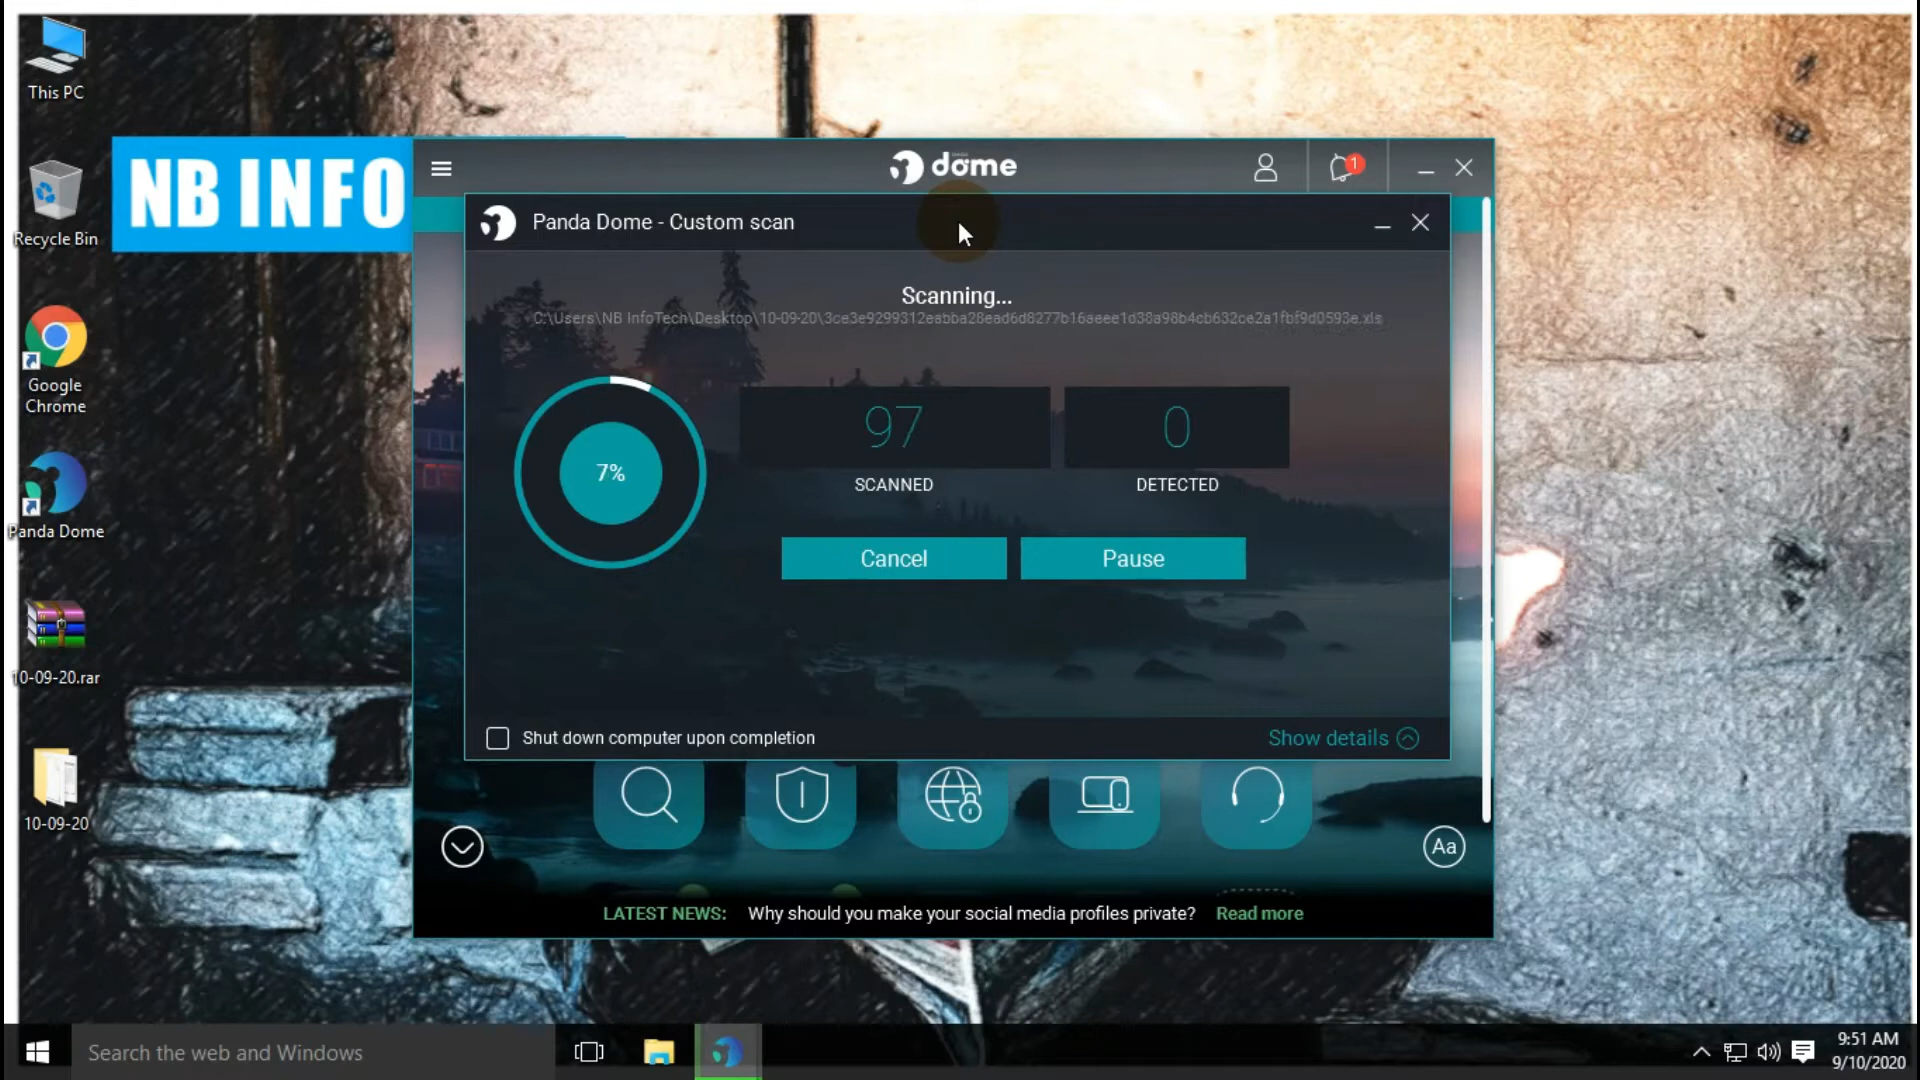 This PC
Recycle Bin
Google
Chrome
Panda Dome
10-09-20.rar
10-09-20
NB INFO
dome
Panda Dome - Custom scan
Scanning...
C:\Users\NB InfoTech\Desktop\10-09-20\3ce3e9299312eabba28ead6d8277b16aeee1d38a98b4cb632ce2a1fbf9d0593e.xls
7%
97
SCANNED
0
DETECTED
Cancel
Pause
Shut down computer upon completion
Show details
1
Aa
LATEST NEWS: Why should you make your social media profiles private? Read more
Search the web and Windows
9:51 AM
9/10/2020